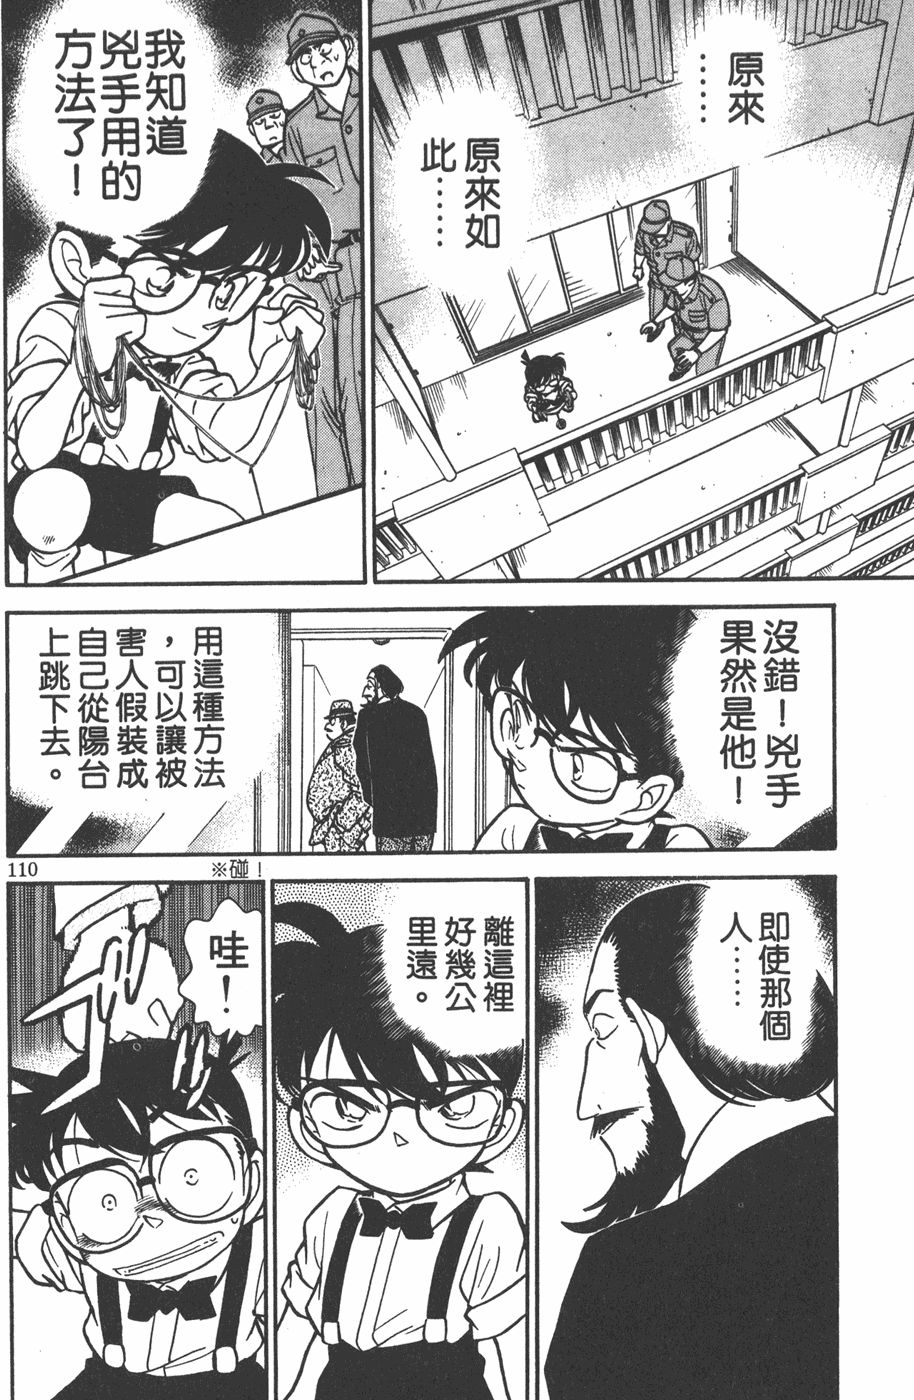 原來
……
原來如
此……
我知道
兇手用的
方法了！
沒錯！兇手
果然是他！
用這種方法
，可以讓被
害人假裝成
自己從陽台
上跳下去。
110
※碰！
即使那個
人……
離這裡
好幾公
里遠。
哇！